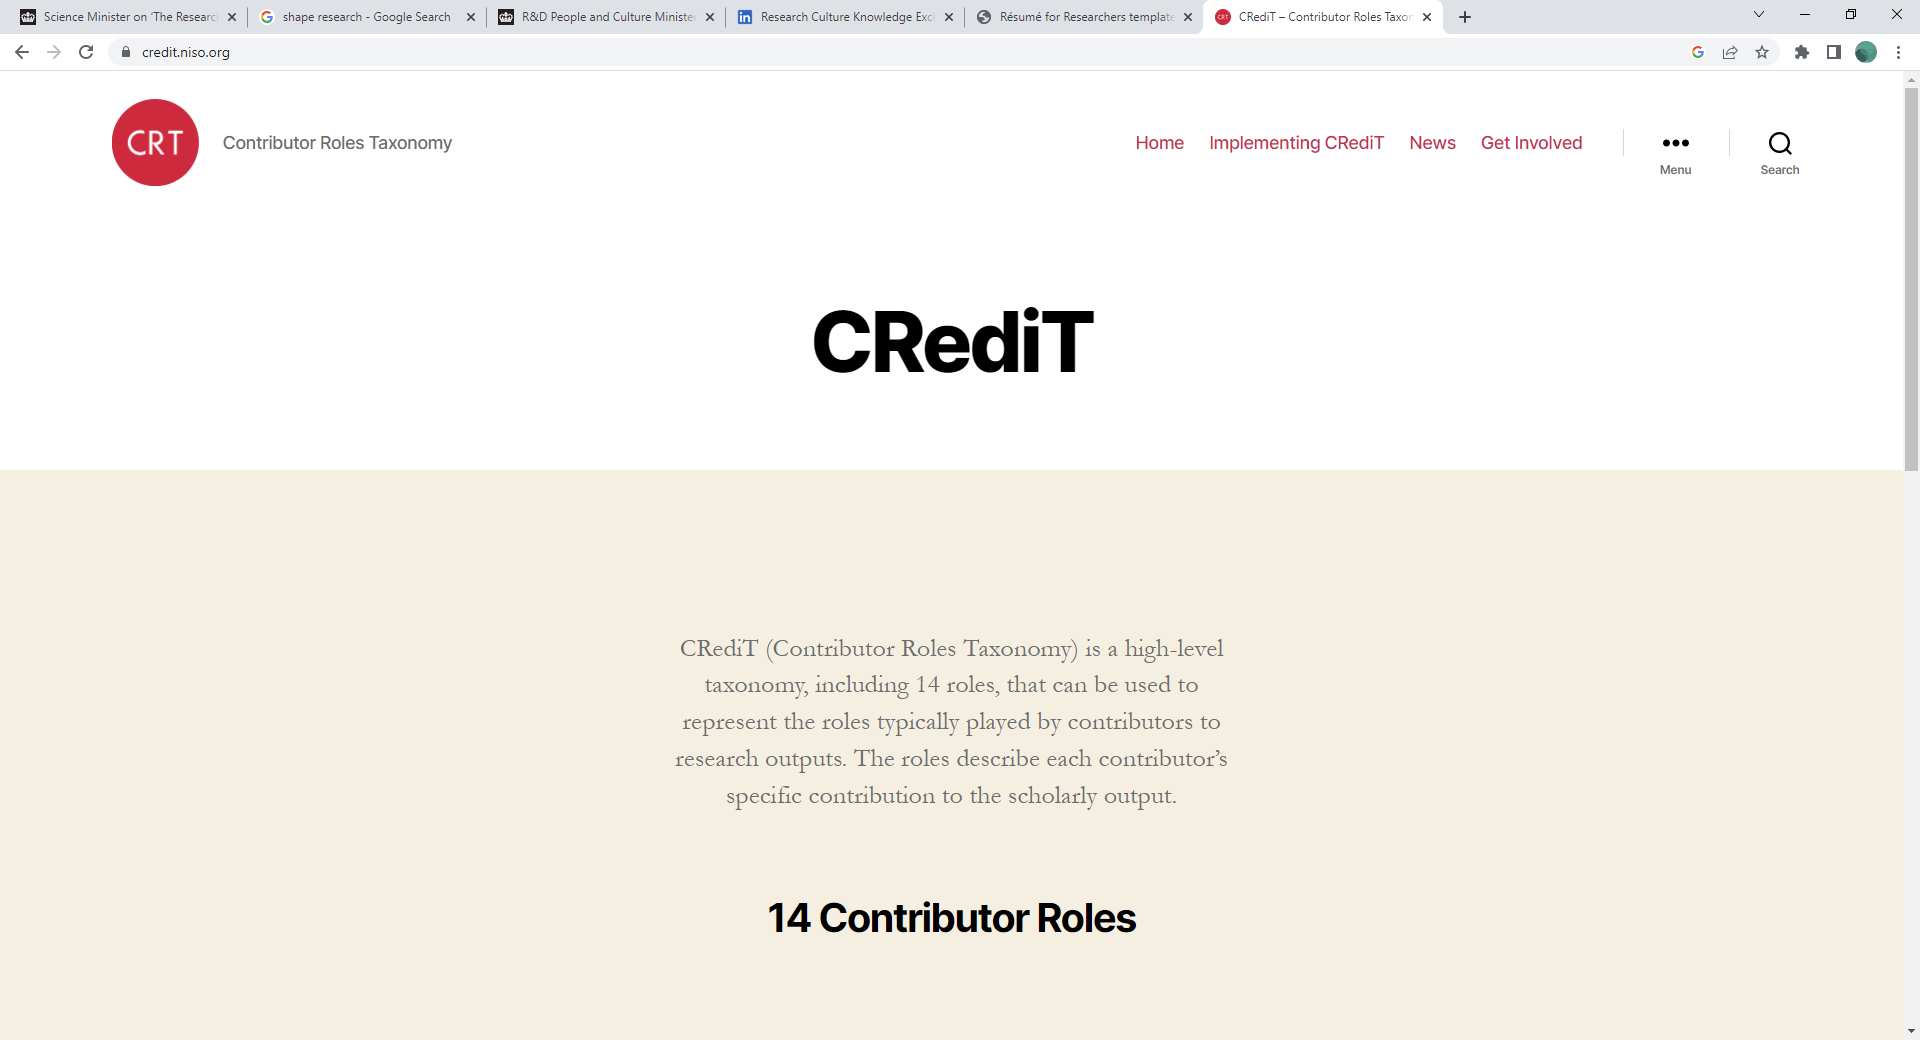 Science Minister on 'The Researc
shape research - Google Search
R&D People and Culture Ministe
Research Culture Knowledge Exc
Résumé for Researchers template
CRediT – Contributor Roles Taxon
credit.niso.org
CRT
Contributor Roles Taxonomy
Home
Implementing CRediT
News
Get Involved
Menu
Search
CRediT
CRediT (Contributor Roles Taxonomy) is a high-level
taxonomy, including 14 roles, that can be used to
represent the roles typically played by contributors to
research outputs. The roles describe each contributor’s
specific contribution to the scholarly output.
14 Contributor Roles